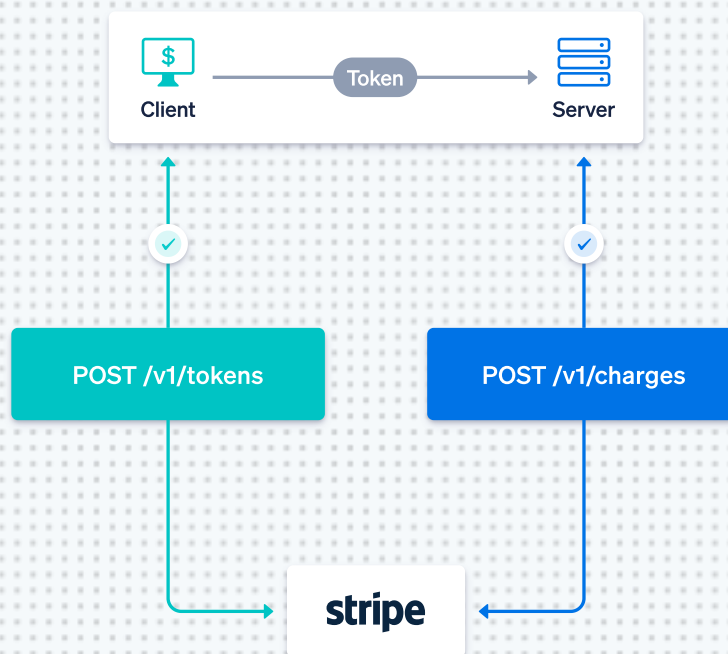 $
Token
Client
Server
POST /v1/tokens
POST /v1/charges
stripe